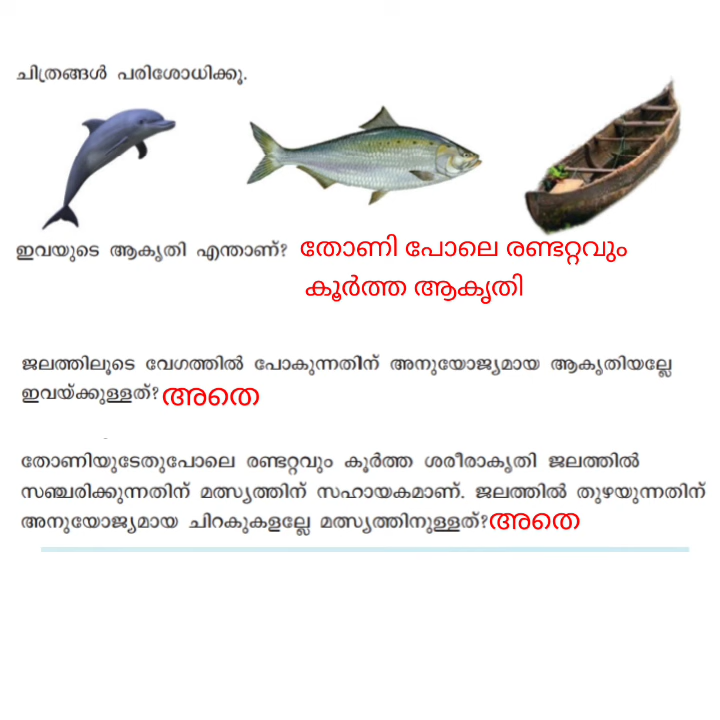 ചിത്രങ്ങൾ പരിശോധിക്കൂ.
ഇവയുടെ ആകൃതി എന്താണ്? തോണി പോലെ രണ്ടറ്റവും
കൂർത്ത ആകൃതി
ജലത്തിലൂടെ വേഗത്തിൽ പോകുന്നതിന് അനുയോജ്യമായ ആകൃതിയല്ലേ
ഇവയ്ക്കുള്ളത്? അതെ
തോണിയുടേതുപോലെ രണ്ടറ്റവും കൂർത്ത ശരീരാകൃതി ജലത്തിൽ
സഞ്ചരിക്കുന്നതിന് മത്സ്യത്തിന് സഹായകമാണ്. ജലത്തിൽ തുഴയുന്നതിന്
അനുയോജ്യമായ ചിറകുകളല്ലേ മത്സ്യത്തിനുള്ളത്? അതെ